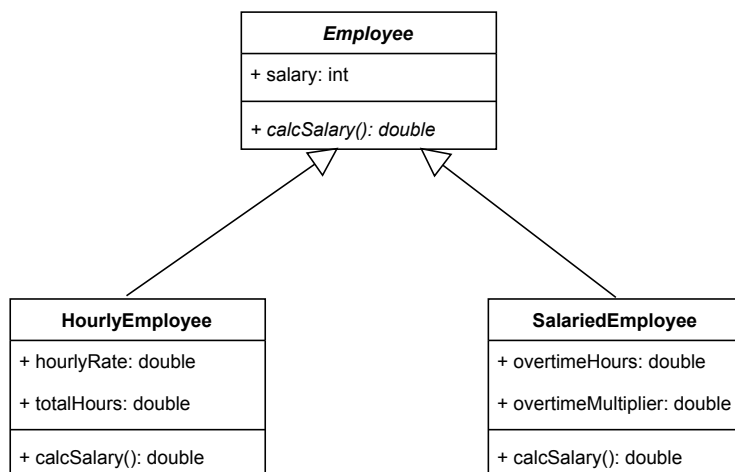 Employee
+ salary: int
+ calcSalary(): double
HourlyEmployee
+ hourlyRate: double
+ totalHours: double
+ calcSalary(): double
SalariedEmployee
+ overtimeHours: double
+ overtimeMultiplier: double
+ calcSalary(): double